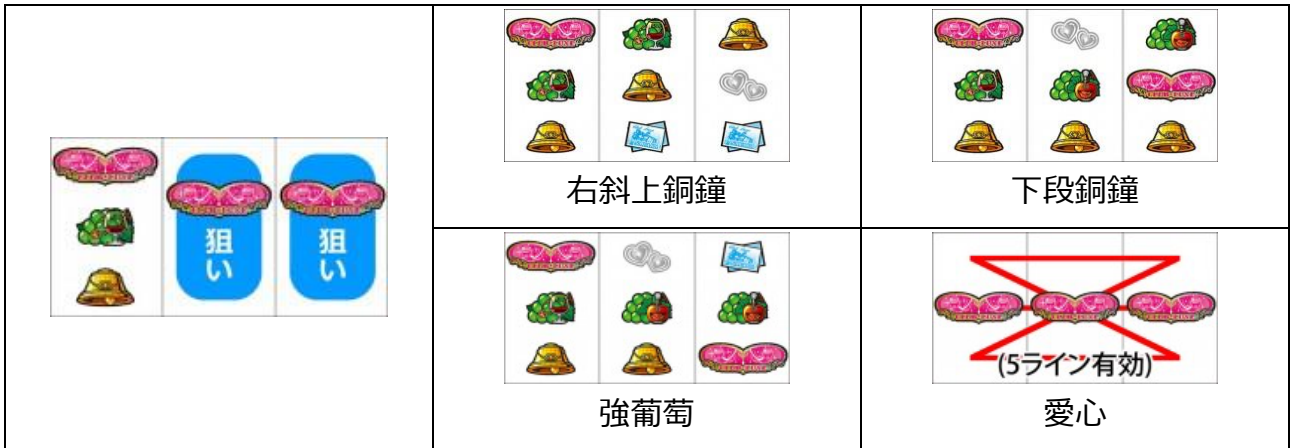 狙い
狙い
右斜上銅鐘
下段銅鐘
強葡萄
(5ライン有効)
愛心